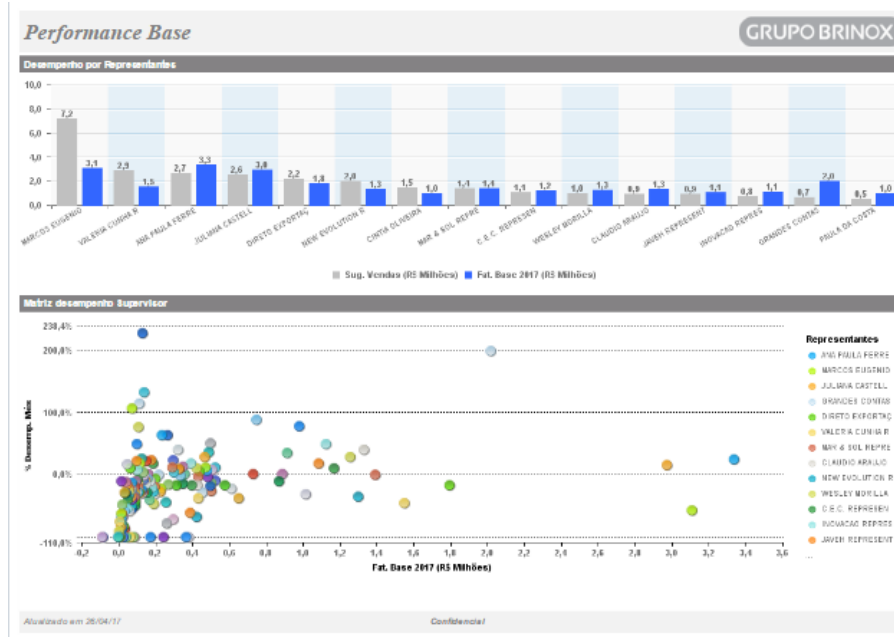 Performance Base
GRUPO BRINOX
Desempenho por Representantes
10,0
8,0
6,0
4,0
2,0
0,0
7,2 3,1 2,9 1,5 2,7 3,3 2,6 3,0 2,2 1,8 2,0 1,3 1,5 1,0 1,4 1,4 1,1 1,2 1,0 1,3 0,9 1,3 0,9 1,1 0,8 1,1 0,7 2,0 0,5 1,0
MARCOS EUGENIO VALERIA CUNHA R ANA PAULA FERRE JULIANA CASTELL DIRETO EXPORTAÇ NEW EVOLUTION R CINTIA OLIVEIRA MAR & SOL REPRE C.E.C. REPRESEN WESLEY MORILLA CLAUDIO ARAUJO JAVEH REPRESENT INOVACAO REPRES GRANDES CONTAS PAULA DA COSTA
Sug. Vendas (R$ Milhões) Fat. Base 2017 (R$ Milhões)
Matriz desempenho Supervisor
230,4%
200,0%
100,0%
0,0%
-110,0%
% Desemp. Méx
-0,2 0,0 0,2 0,4 0,6 0,8 1,0 1,2 1,4 1,6 1,8 2,0 2,2 2,4 2,6 2,8 3,0 3,2 3,4 3,6
Fat. Base 2017 (R$ Milhões)
Representantes
ANA PAULA FERRE
MARCOS EUGENIO
JULIANA CASTELL
GRANDES CONTAS
DIRETO EXPORTAÇ
VALERIA CUNHA R
MAR & SOL REPRE
CLAUDIO ARAUJO
NEW EVOLUTION R
WESLEY MORILLA
C.E.C. REPRESEN
INOVACAO REPRES
JAVEH REPRESENT
...
Atualizado em 26/04/17
Confidencial